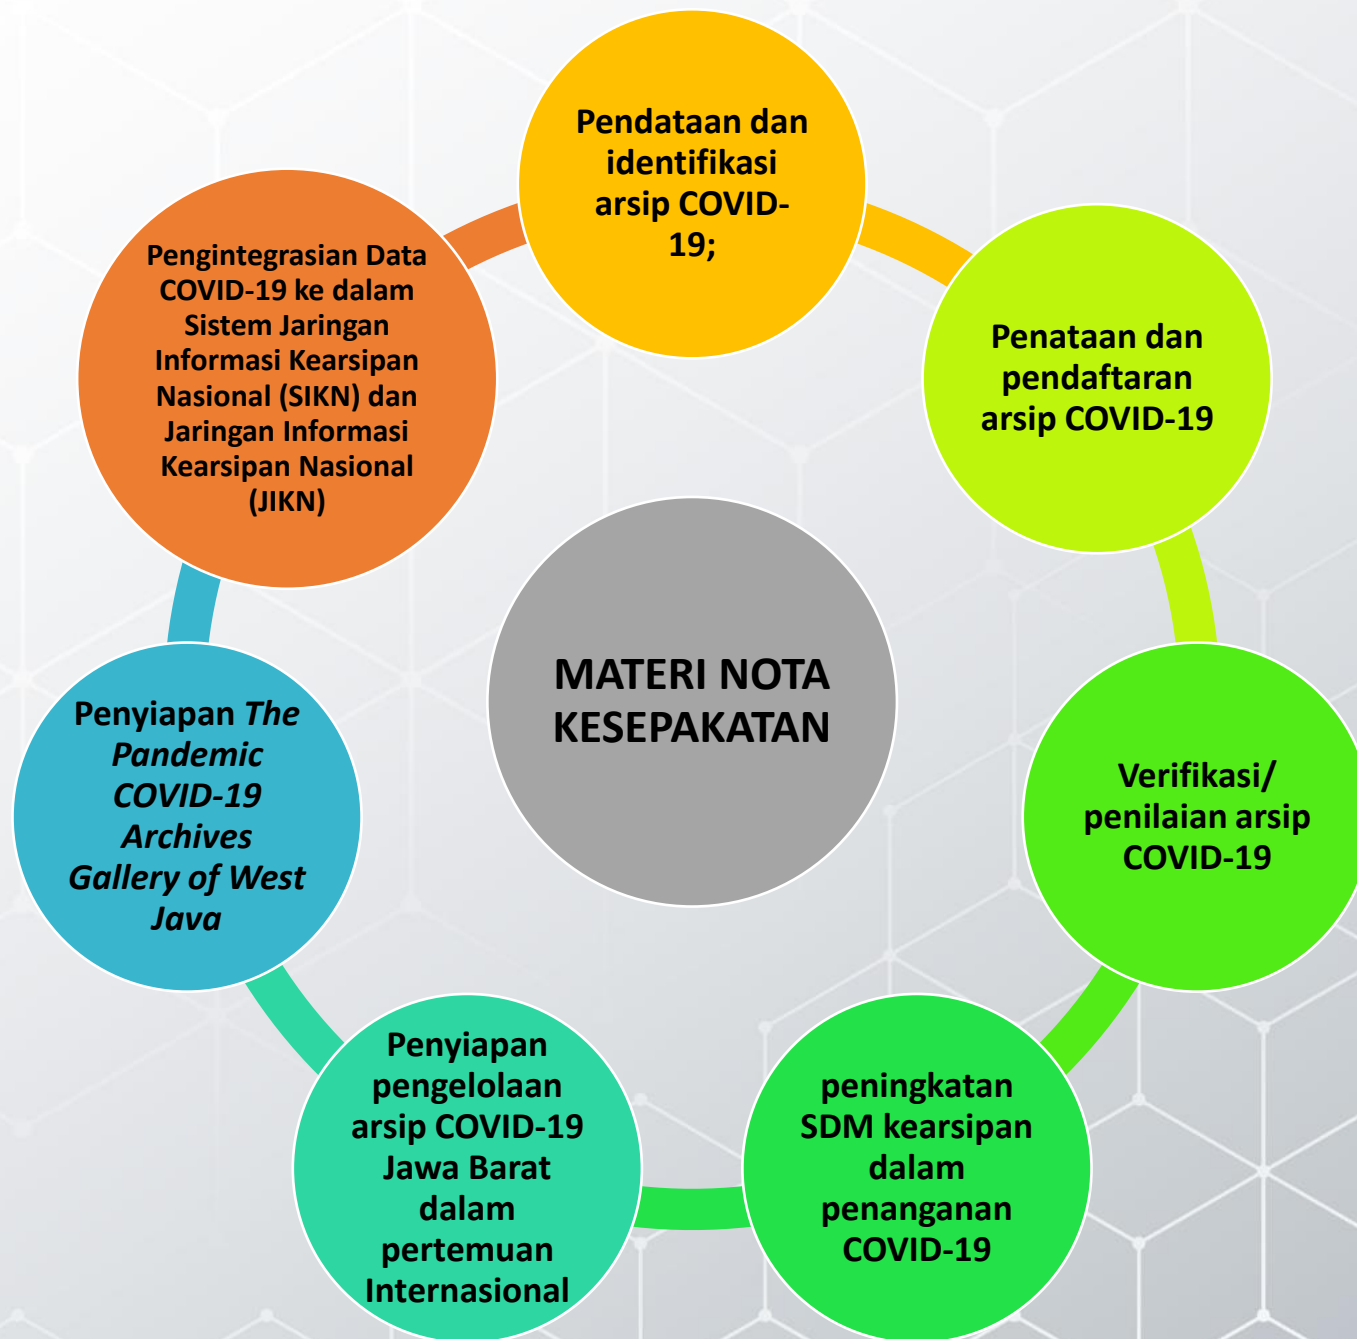 Pendataan dan
identifikasi
arsip COVID-
19;
Penataan dan
pendaftaran
arsip COVID-19
Verifikasi/
penilaian arsip
COVID-19
peningkatan
SDM kearsipan
dalam
penanganan
COVID-19
Penyiapan
pengelolaan
arsip COVID-19
Jawa Barat
dalam
pertemuan
Internasional
Penyiapan The
Pandemic
COVID-19
Archives
Gallery of West
Java
Pengintegrasian Data
COVID-19 ke dalam
Sistem Jaringan
Informasi Kearsipan
Nasional (SIKN) dan
Jaringan Informasi
Kearsipan Nasional
(JIKN)
MATERI NOTA
KESEPAKATAN